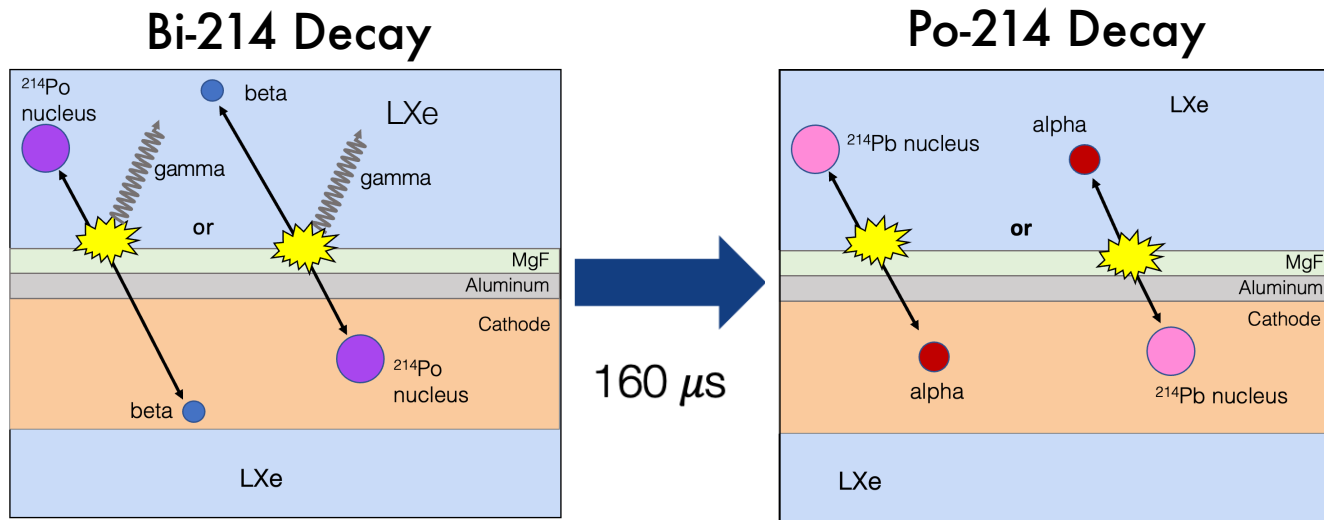 Bi-214 Decay
²¹⁴Po
nucleus
beta
LXe
gamma
gamma
or
MgF
Aluminum
Cathode
²¹⁴Po
nucleus
beta
LXe
160 μs
Po-214 Decay
LXe
alpha
²¹⁴Pb nucleus
or
MgF
Aluminum
Cathode
alpha
²¹⁴Pb nucleus
LXe